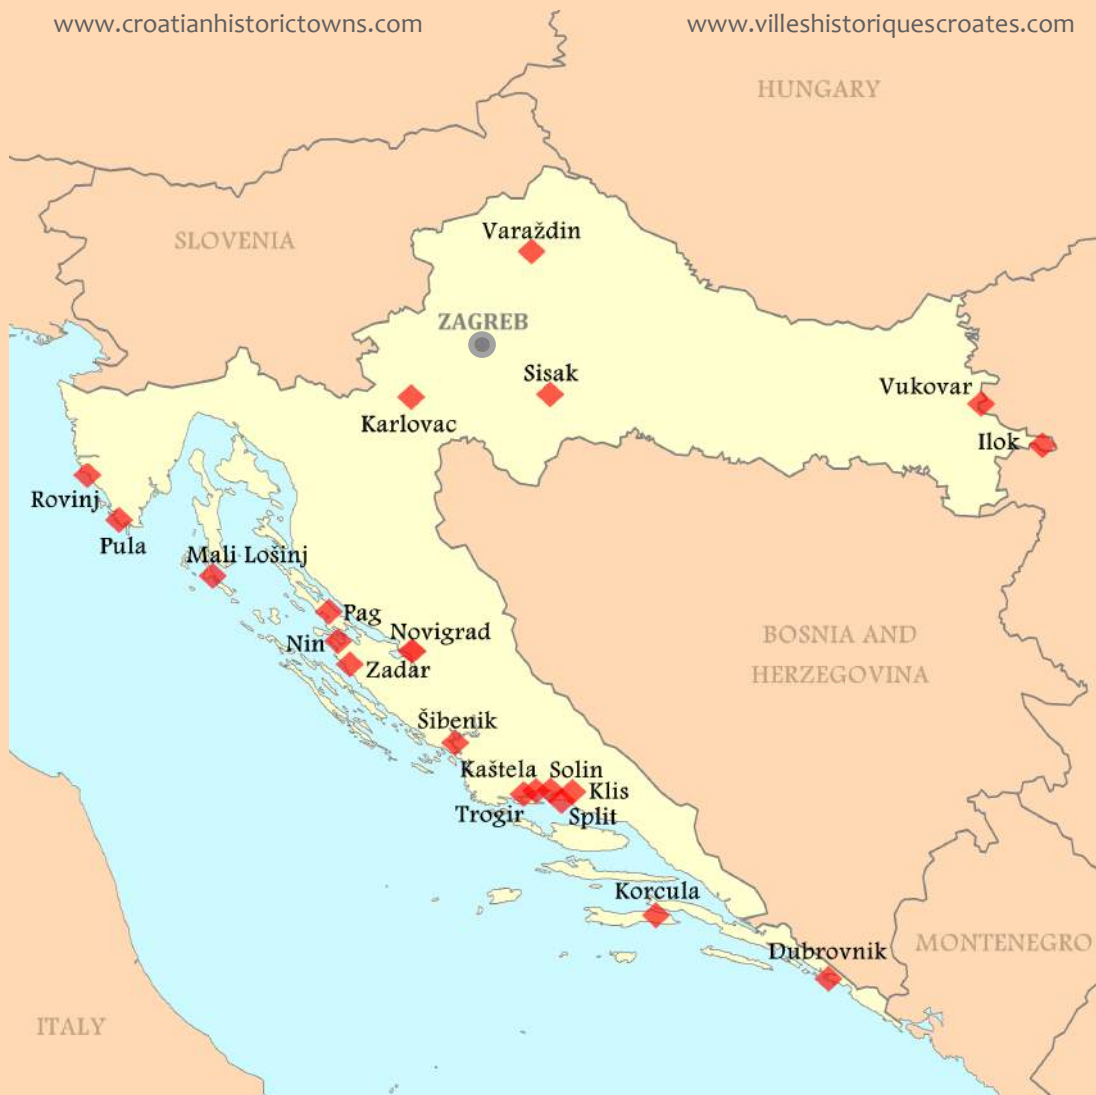 www.croatianhistorictowns.com
www.villeshistoriquescroates.com
HUNGARY
SLOVENIA
Varaždin
ZAGREB
Sisak
Karlovac
Vukovar
Ilok
Rovinj
Pula
Mali Lošinj
Pag
Nin
Novigrad
Zadar
BOSNIA AND
HERZEGOVINA
Šibenik
Kaštela
Solin
Klis
Trogir
Split
Korcula
Dubrovnik
MONTENEGRO
ITALY